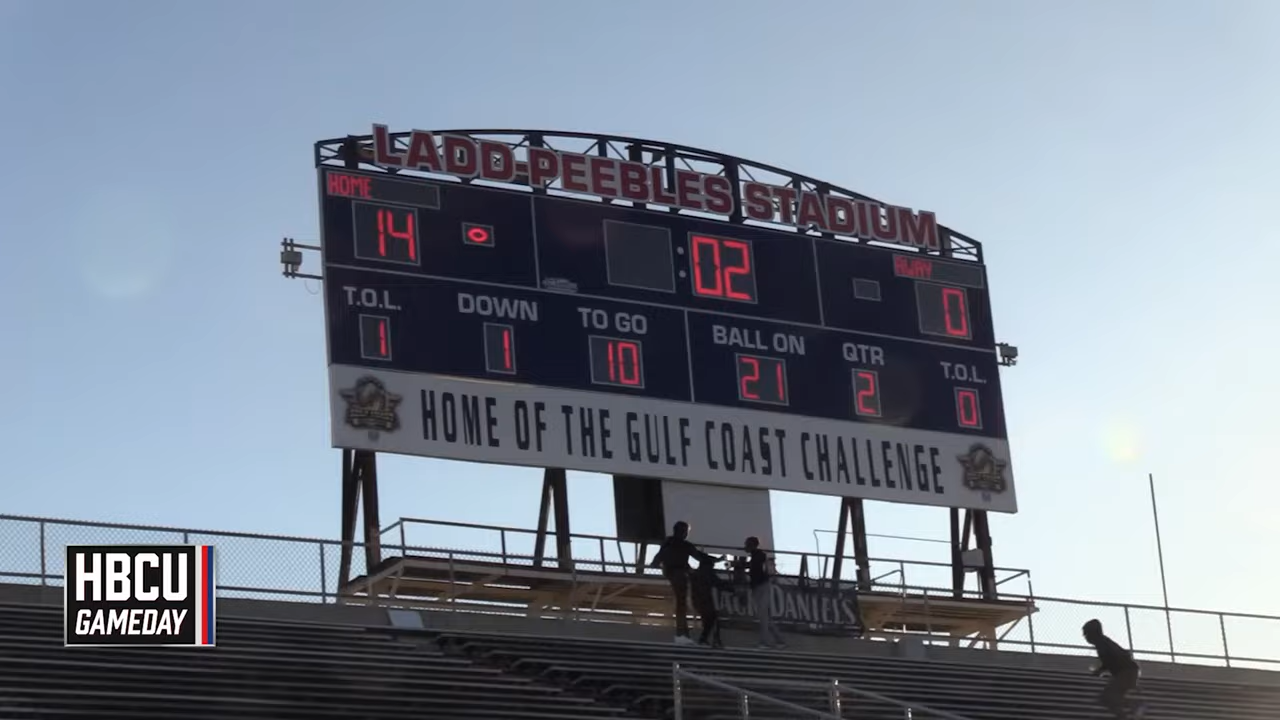 LADD-PEEBLES STADIUM
HOME
14
:02
AWAY
0
T.O.L.
1
DOWN
1
TO GO
10
BALL ON
21
QTR
2
T.O.L.
0
HOME OF THE GULF COAST CHALLENGE
JACK DANIEL'S
HBCU
GAMEDAY